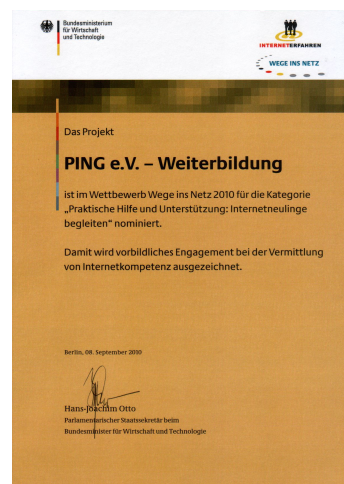 Bundesministerium
für Wirtschaft
und Technologie
INTERNETERFAHREN
WEGE INS NETZ
Das Projekt
PING e.V. – Weiterbildung
ist im Wettbewerb Wege ins Netz 2010 für die Kategorie
„Praktische Hilfe und Unterstützung: Internetneulinge
begleiten“ nominiert.
Damit wird vorbildliches Engagement bei der Vermittlung
von Internetkompetenz ausgezeichnet.
Berlin, 08. September 2010
Hans-Joachim Otto
Parlamentarischer Staatssekretär beim
Bundesminister für Wirtschaft und Technologie